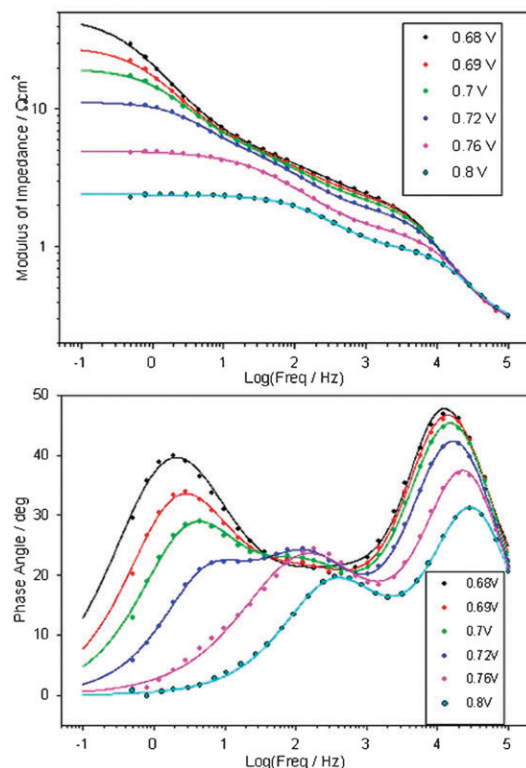 Modulus of Impedance / Ωcm²
10
1
0.68 V
0.69 V
0.7 V
0.72 V
0.76 V
0.8 V
-1 0 1 2 3 4 5
Log(Freq / Hz)
Phase Angle / deg
50
40
30
20
10
0
0.68V
0.69V
0.7V
0.72V
0.76V
0.8V
-1 0 1 2 3 4 5
Log(Freq / Hz)